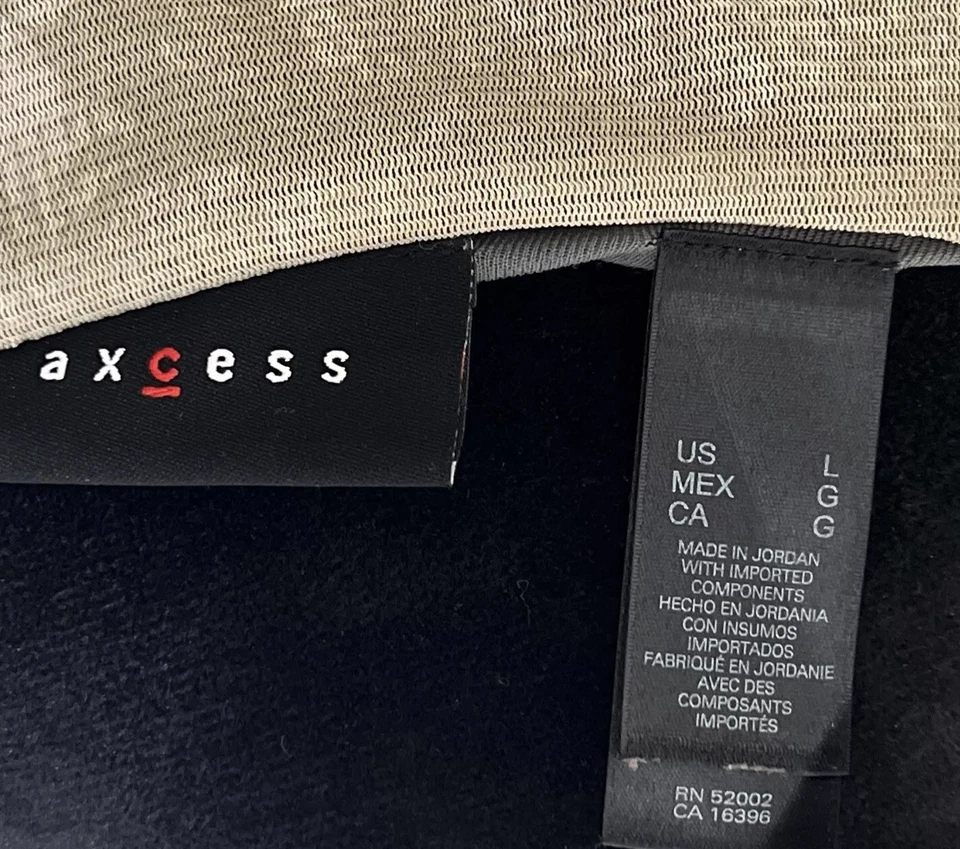 axcess
US L
MEX G
CA G
MADE IN JORDAN
WITH IMPORTED
COMPONENTS
HECHO EN JORDANIA
CON INSUMOS
IMPORTADOS
FABRIQUÉ EN JORDANIE
AVEC DES
COMPOSANTS
IMPORTÉS
RN 52002
CA 16396